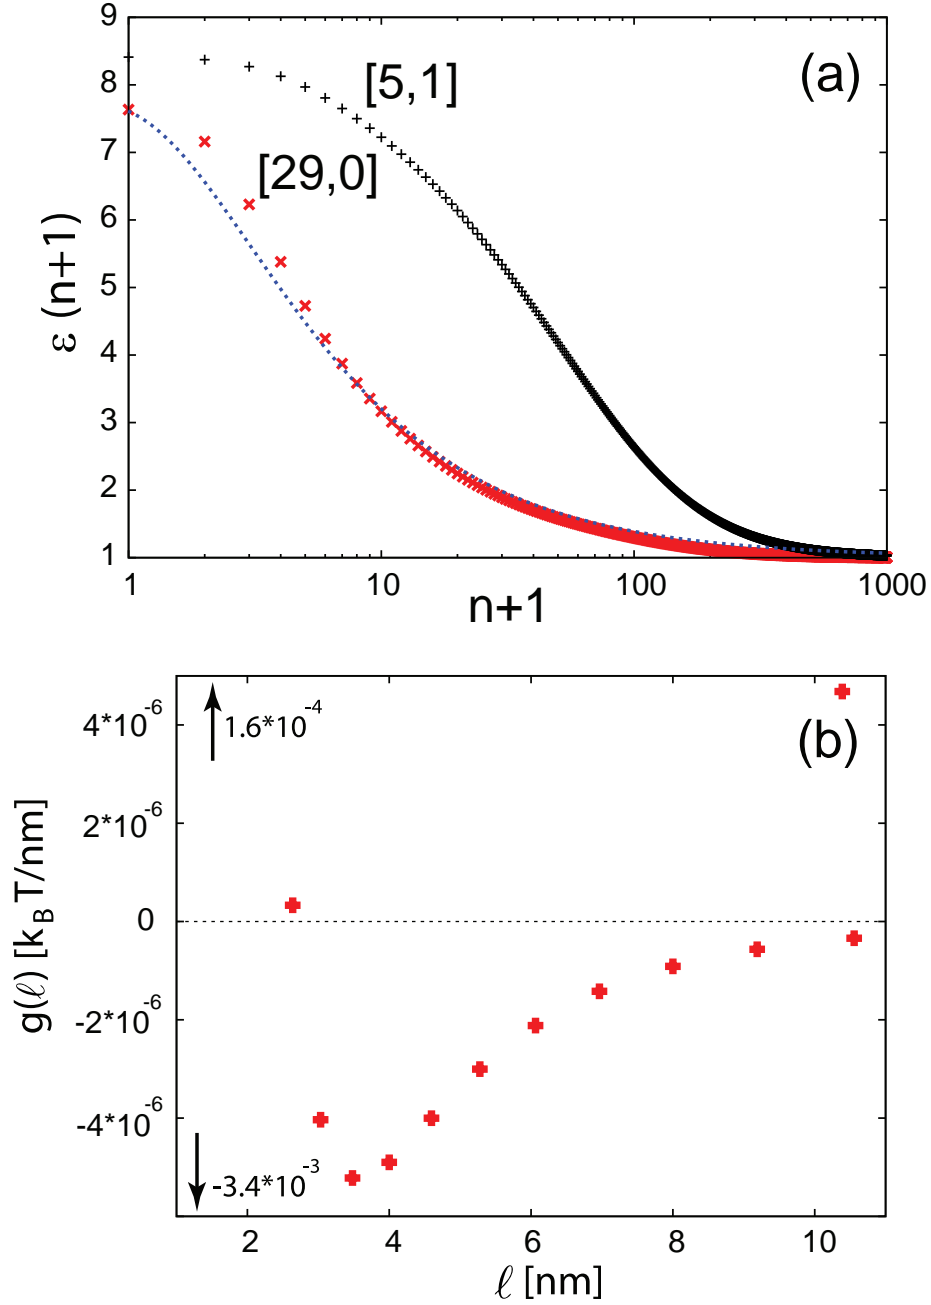 9
8
7
6
5
4
3
2
1
ε (n+1)
[5,1]
[29,0]
(a)
1 10 100 1000
n+1
4*10⁻⁶
2*10⁻⁶
0
-2*10⁻⁶
-4*10⁻⁶
g(ℓ) [k_B T/nm]
1.6*10⁻⁴
(b)
-3.4*10⁻³
2 4 6 8 10
ℓ [nm]